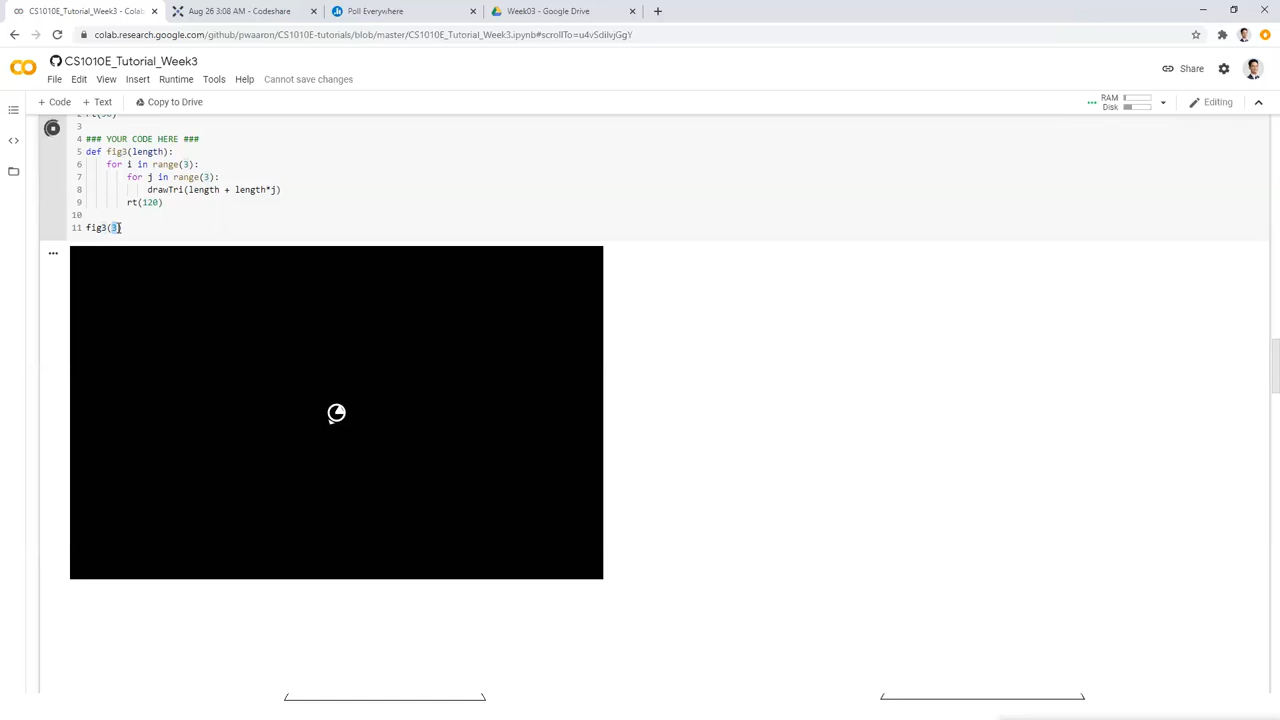 CS1010E_Tutorial_Week3 - Colab
Aug 26 3:08 AM - Codeshare
Poll Everywhere
Week03 - Google Drive
colab.research.google.com/github/pwaaron/CS1010E-tutorials/blob/master/CS1010E_Tutorial_Week3.ipynb#scrollTo=u4vSdilvjGgY
CS1010E_Tutorial_Week3
Share
File Edit View Insert Runtime Tools Help Cannot save changes
+ Code + Text Copy to Drive
RAM
Disk
Editing
3
4 ### YOUR CODE HERE ###
5 def fig3(length):
6 for i in range(3):
7 for j in range(3):
8 drawTri(length + length*j)
9 rt(120)
10
11 fig3(3)